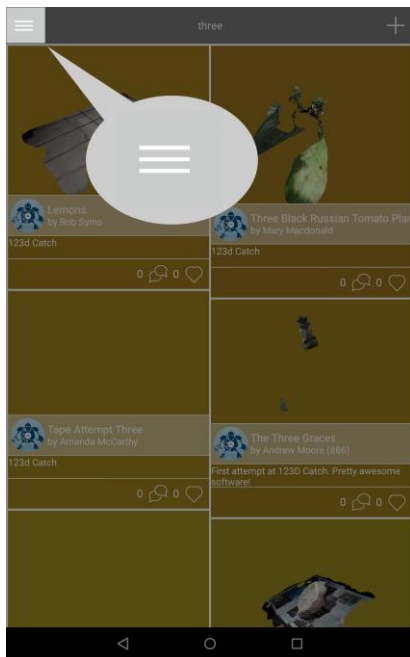 three
Lemons
by Rob Syms
123d Catch
0 0
Three Black Russian Tomato Plan
by Mary Macdonald
123d Catch
0 0
Tape Attempt Three
by Amanda McCarthy
123d Catch
0 0
The Three Graces
by Andrew Moore (886)
First attempt at 123D Catch. Pretty awesome
software!
0 0